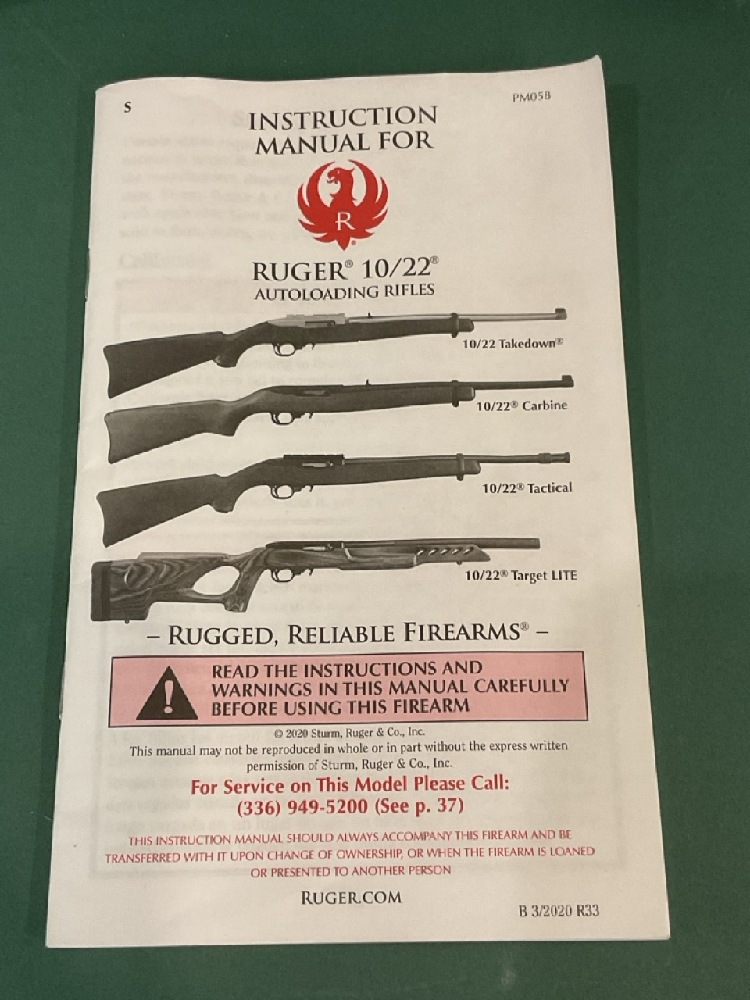 S
PM05B
INSTRUCTION
MANUAL FOR
R
RUGER® 10/22®
AUTOLOADING RIFLES
10/22 Takedown®
10/22® Carbine
10/22® Tactical
10/22® Target LITE
– RUGGED, RELIABLE FIREARMS® –
READ THE INSTRUCTIONS AND
WARNINGS IN THIS MANUAL CAREFULLY
BEFORE USING THIS FIREARM
© 2020 Sturm, Ruger & Co., Inc.
This manual may not be reproduced in whole or in part without the express written
permission of Sturm, Ruger & Co., Inc.
For Service on This Model Please Call:
(336) 949-5200 (See p. 37)
THIS INSTRUCTION MANUAL SHOULD ALWAYS ACCOMPANY THIS FIREARM AND BE
TRANSFERRED WITH IT UPON CHANGE OF OWNERSHIP, OR WHEN THE FIREARM IS LOANED
OR PRESENTED TO ANOTHER PERSON
RUGER.COM
B 3/2020 R33